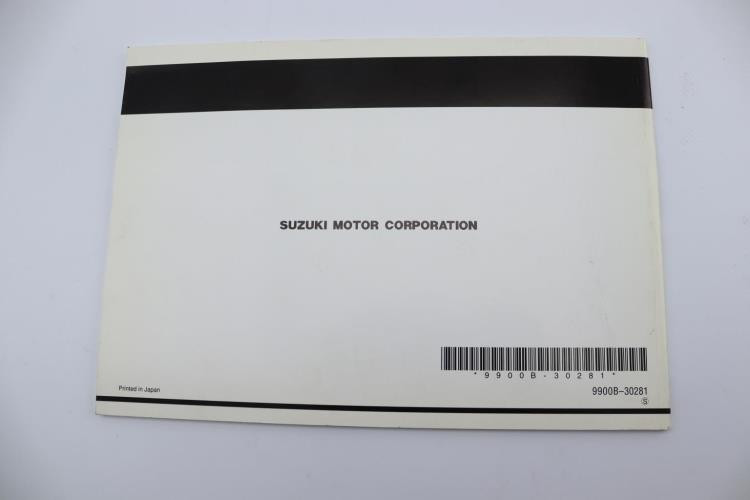 SUZUKI MOTOR CORPORATION
*9900B-30281*
Printed in Japan
9900B–30281
Ⓢ